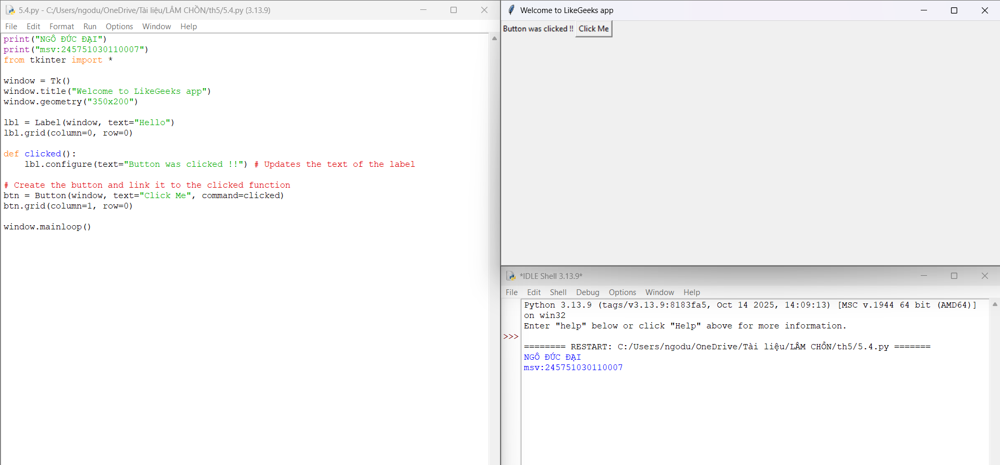 5.4.py - C:/Users/ngodu/OneDrive/Tài liệu/LÂM CHỒN/th5/5.4.py (3.13.9)
File Edit Format Run Options Window Help
print("NGÔ ĐỨC ĐẠI")
print("msv:245751030110007")
from tkinter import *
window = Tk()
window.title("Welcome to LikeGeeks app")
window.geometry("350x200")
lbl = Label(window, text="Hello")
lbl.grid(column=0, row=0)
def clicked():
    lbl.configure(text="Button was clicked !!") # Updates the text of the label
# Create the button and link it to the clicked function
btn = Button(window, text="Click Me", command=clicked)
btn.grid(column=1, row=0)
window.mainloop()
Welcome to LikeGeeks app
Button was clicked !! Click Me
*IDLE Shell 3.13.9*
File Edit Shell Debug Options Window Help
Python 3.13.9 (tags/v3.13.9:8183fa5, Oct 14 2025, 14:09:13) [MSC v.1944 64 bit (AMD64)]
on win32
Enter "help" below or click "Help" above for more information.
>>>
======== RESTART: C:/Users/ngodu/OneDrive/Tài liệu/LÂM CHỒN/th5/5.4.py =======
NGÔ ĐỨC ĐẠI
msv:245751030110007